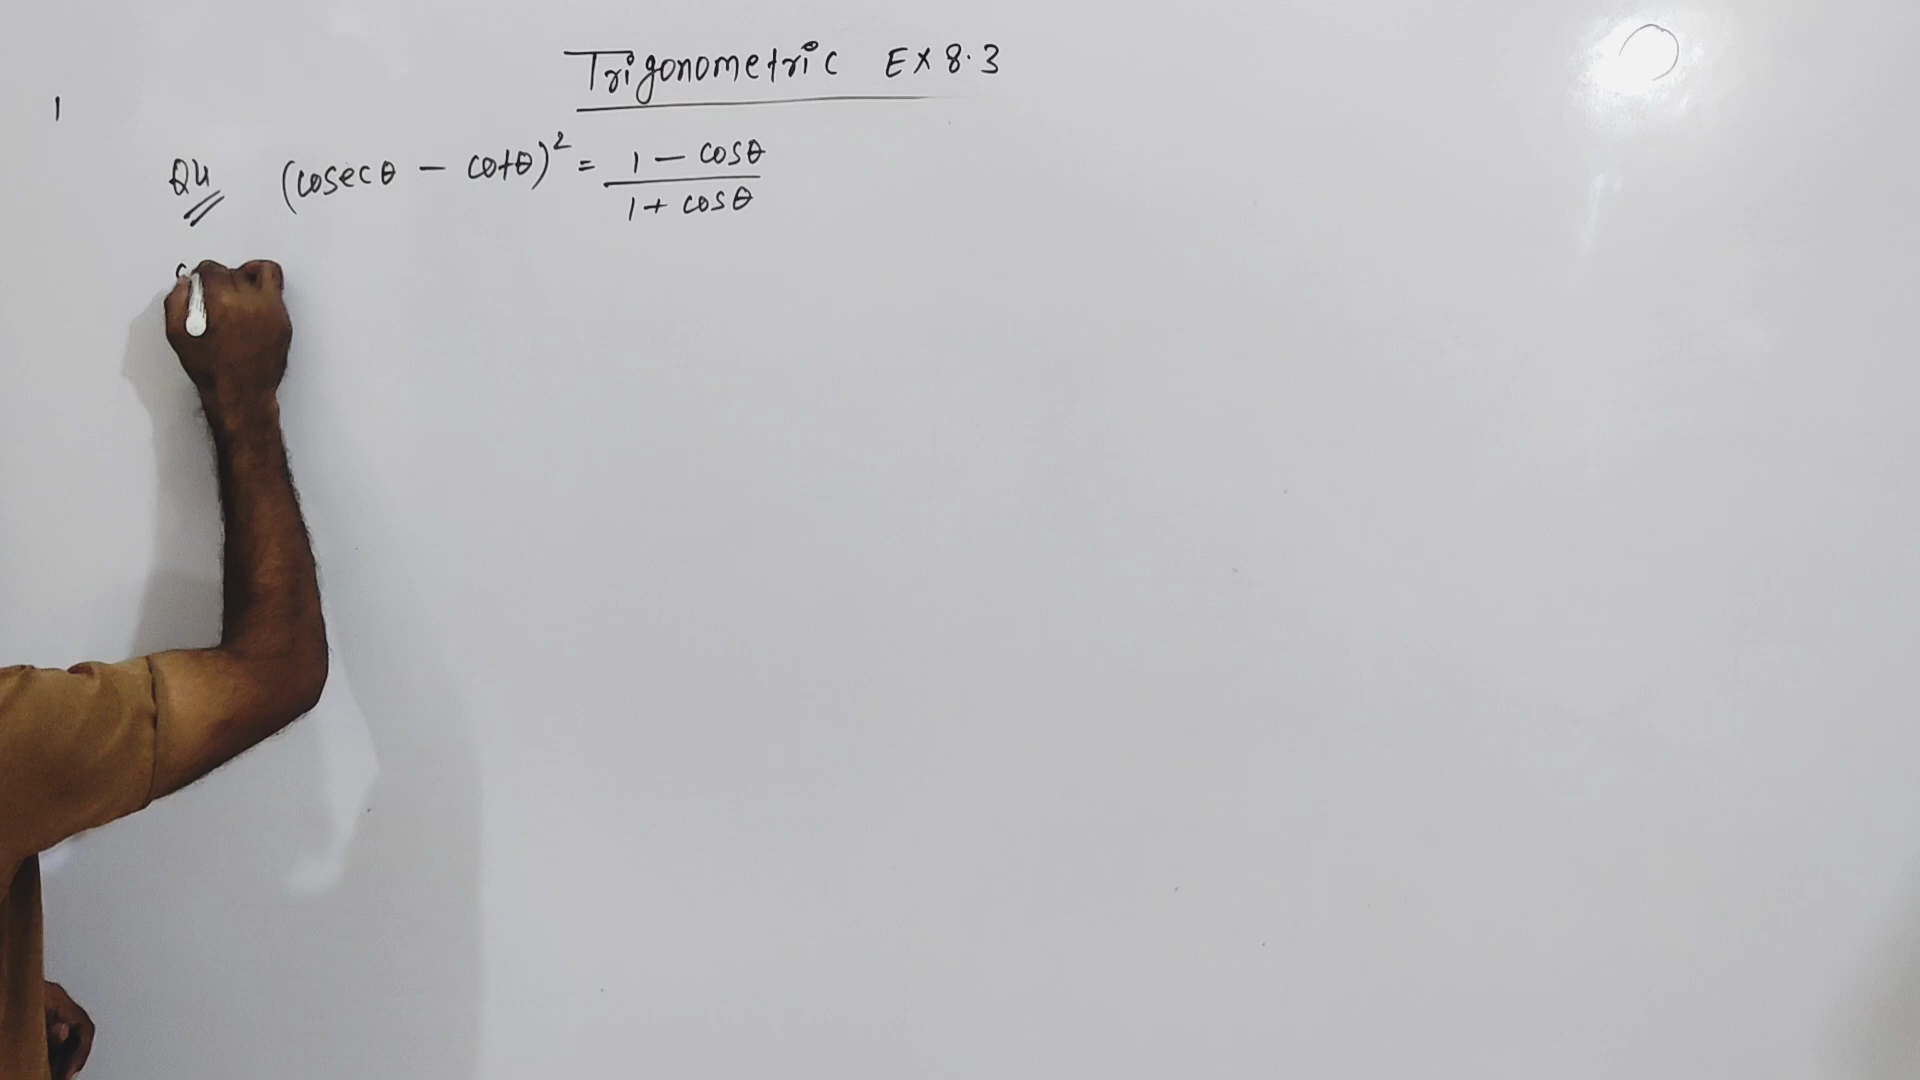 Trigonometric EX 8.3
1
Q4 (cosecθ - cotθ)² = 1 - cosθ
1 + cosθ